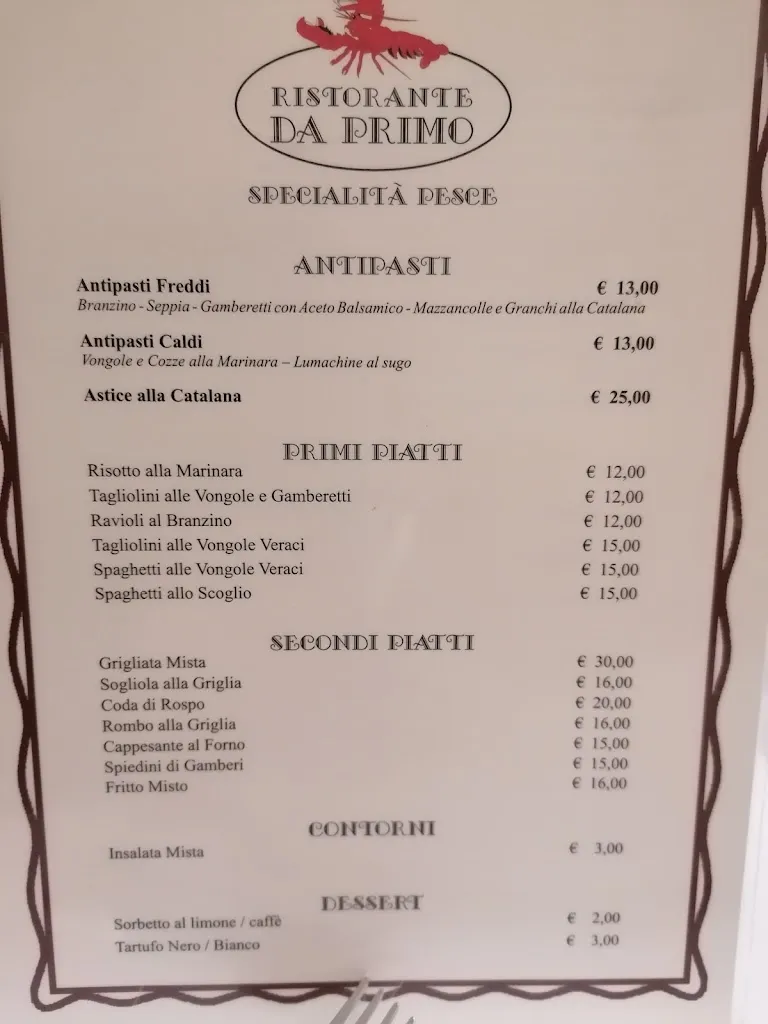 RISTORANTE
DA PRIMO
SPECIALITÀ PESCE
ANTIPASTI
Antipasti Freddi € 13,00
Branzino - Seppia - Gamberetti con Aceto Balsamico - Mazzancolle e Granchi alla Catalana
Antipasti Caldi € 13,00
Vongole e Cozze alla Marinara – Lumachine al sugo
Astice alla Catalana € 25,00
PRIMI PIATTI
Risotto alla Marinara € 12,00
Tagliolini alle Vongole e Gamberetti € 12,00
Ravioli al Branzino € 12,00
Tagliolini alle Vongole Veraci € 15,00
Spaghetti alle Vongole Veraci € 15,00
Spaghetti allo Scoglio € 15,00
SECONDI PIATTI
Grigliata Mista € 30,00
Sogliola alla Griglia € 16,00
Coda di Rospo € 20,00
Rombo alla Griglia € 16,00
Cappesante al Forno € 15,00
Spiedini di Gamberi € 15,00
Fritto Misto € 16,00
CONTORNI
Insalata Mista € 3,00
DESSERT
Sorbetto al limone / caffè € 2,00
Tartufo Nero / Bianco € 3,00